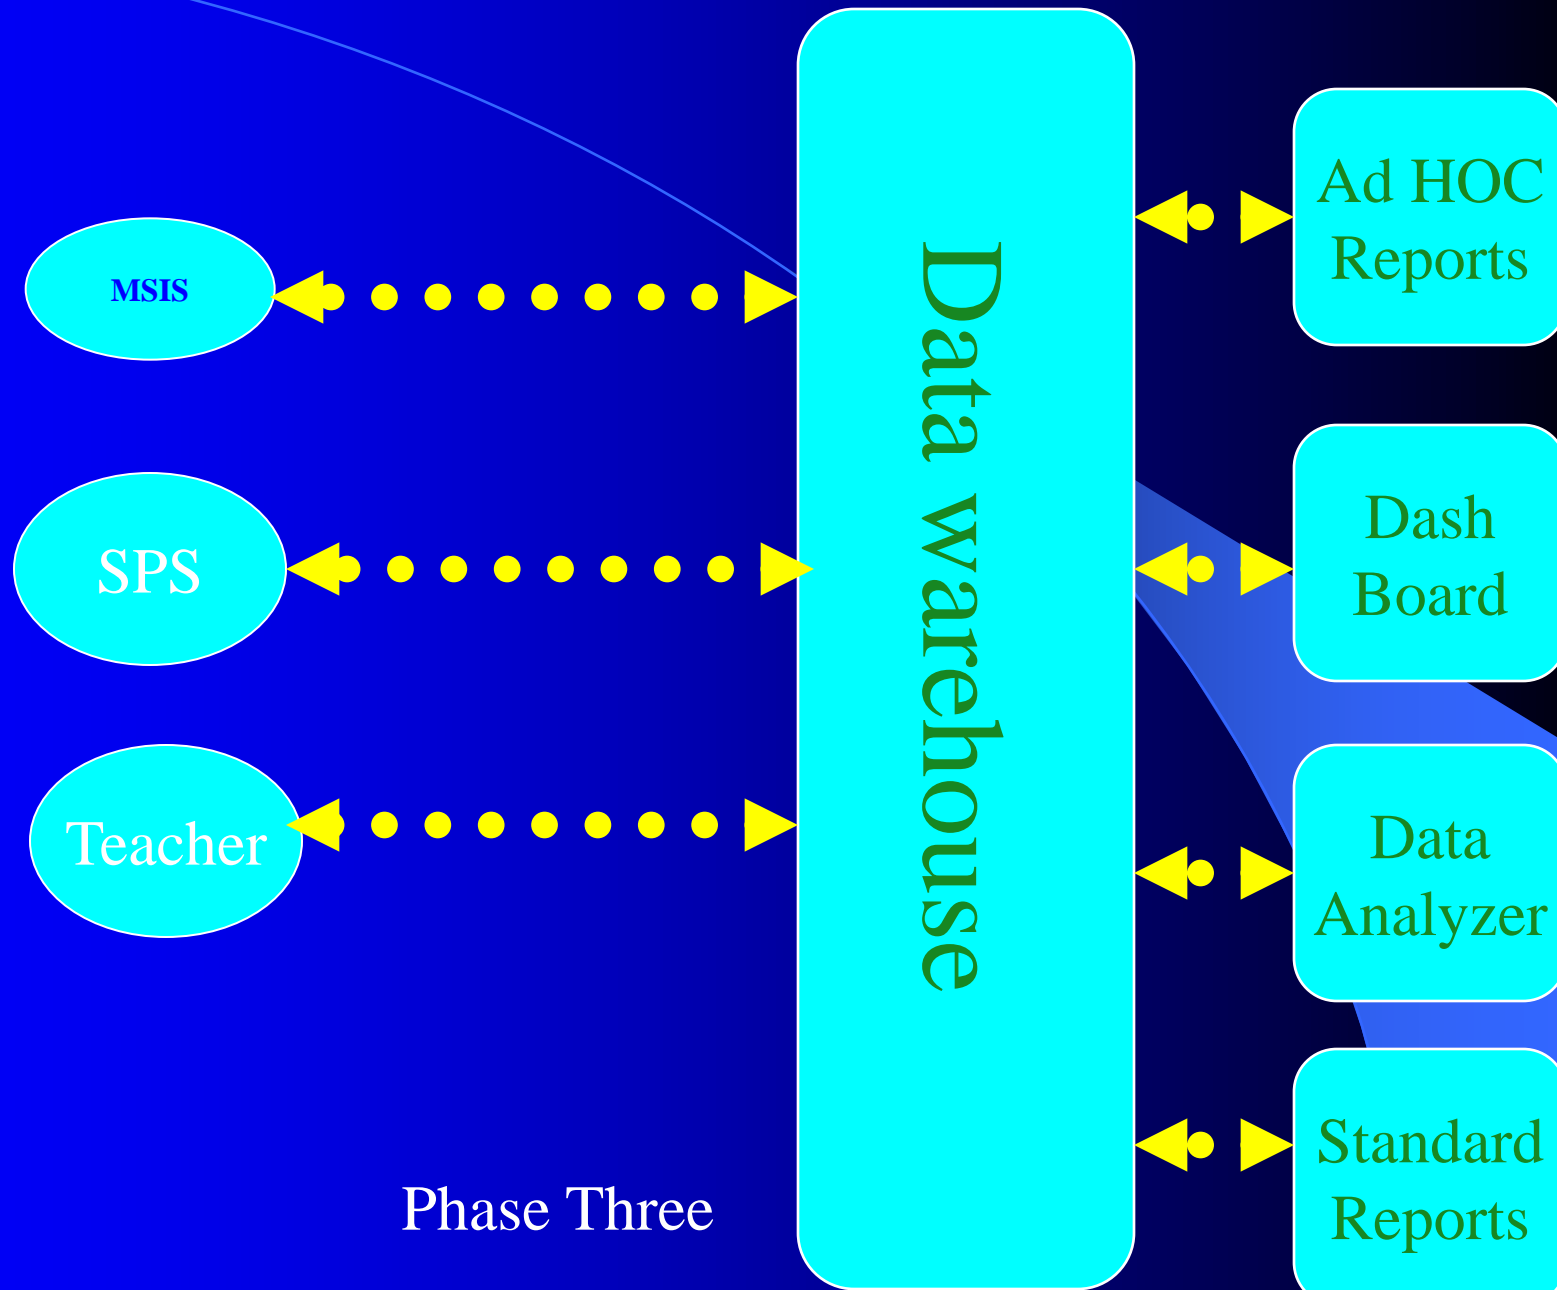 MSIS
SPS
Teacher
Phase Three
Data warehouse
Ad HOC
Reports
Dash
Board
Data
Analyzer
Standard
Reports